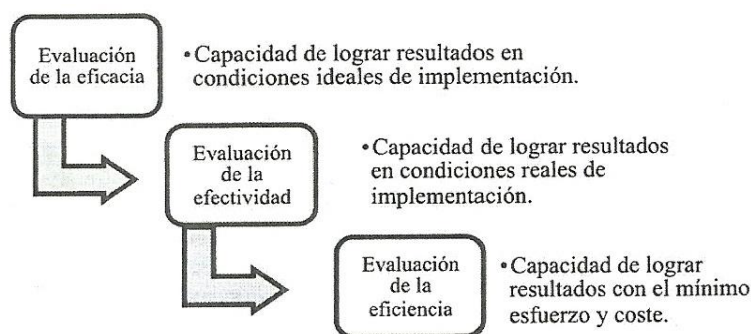 Evaluación
de la eficacia
• Capacidad de lograr resultados en
condiciones ideales de implementación.
Evaluación
de la
efectividad
• Capacidad de lograr resultados
en condiciones reales de
implementación.
Evaluación
de la
eficiencia
• Capacidad de lograr
resultados con el mínimo
esfuerzo y coste.